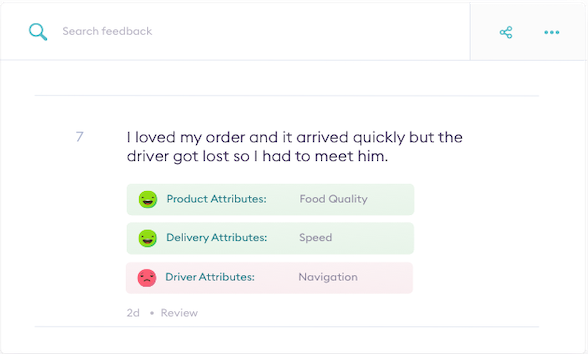 Search feedback
7
I loved my order and it arrived quickly but the
driver got lost so I had to meet him.
Product Attributes: Food Quality
Delivery Attributes: Speed
Driver Attributes: Navigation
2d • Review